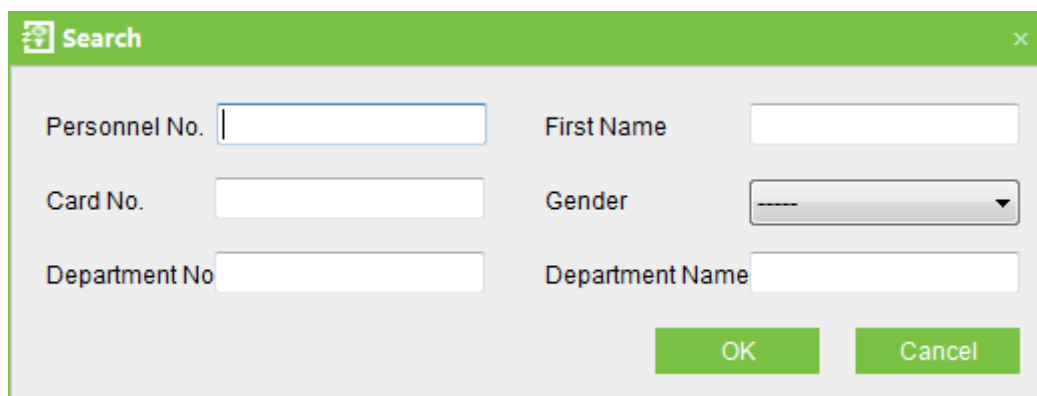 Search
Personnel No. First Name
Card No. Gender -----
Department No Department Name
OK Cancel